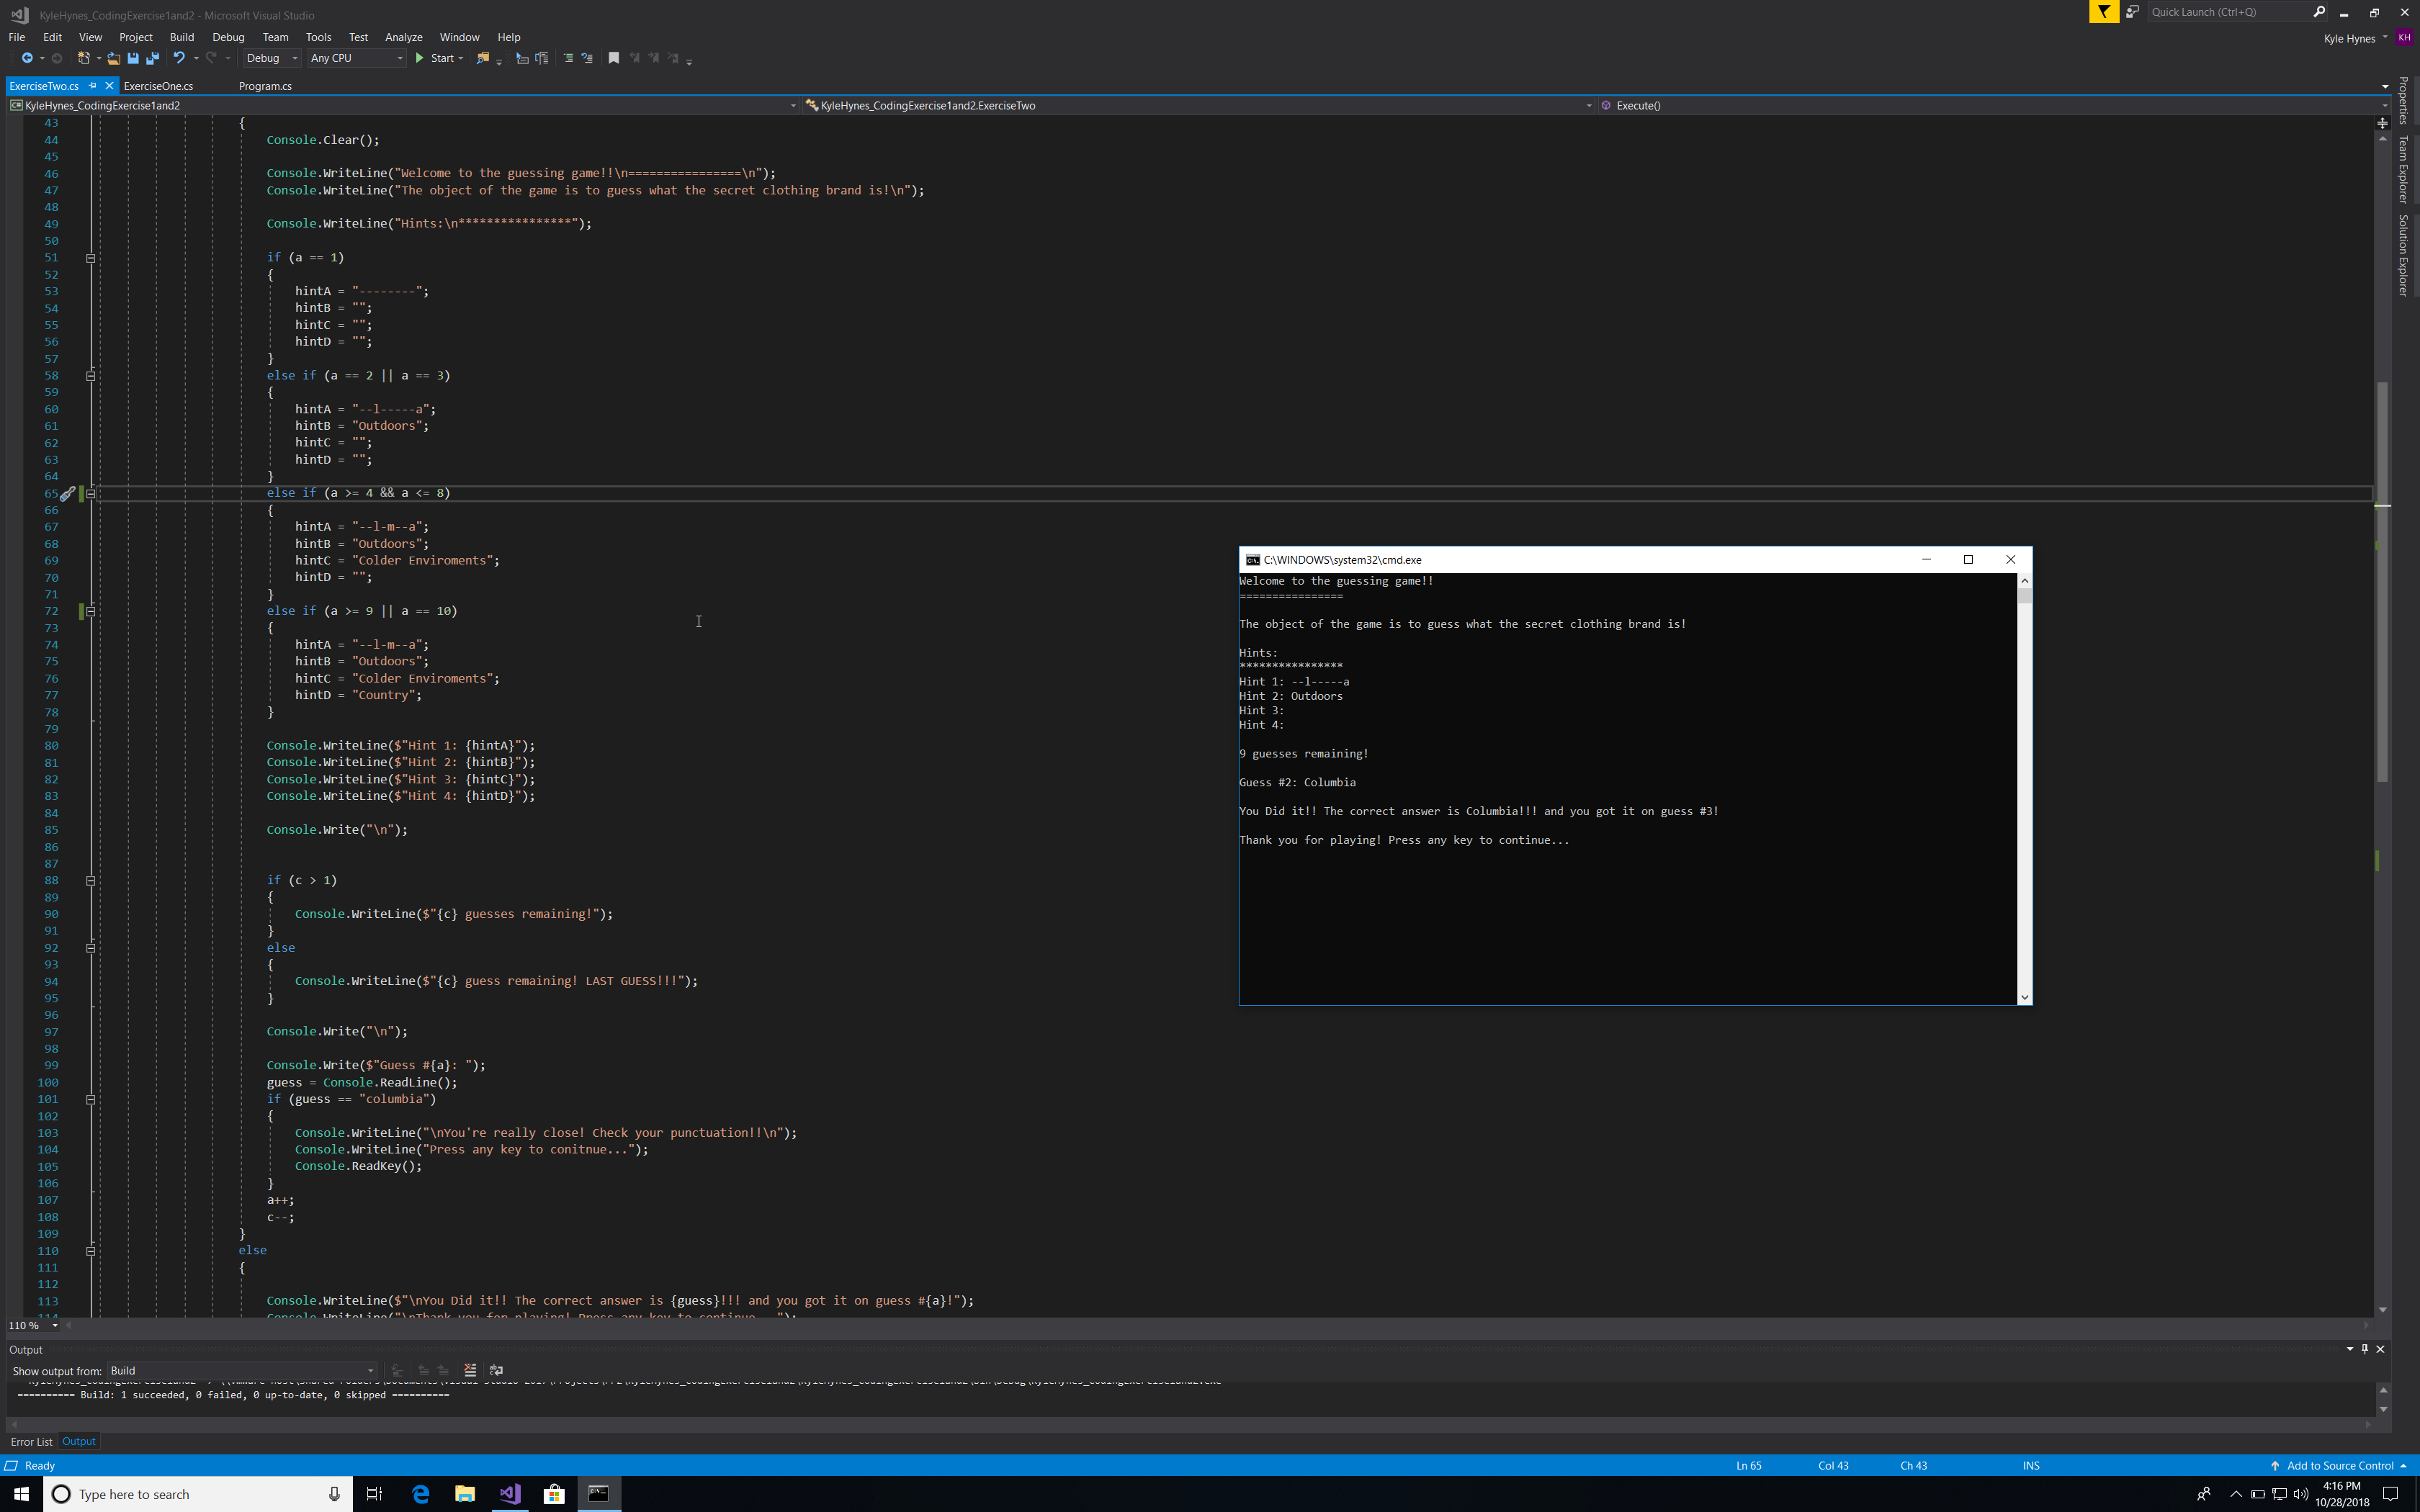 KyleHynes_CodingExercise1and2 - Microsoft Visual Studio
Quick Launch (Ctrl+Q)
File Edit View Project Build Debug Team Tools Test Analyze Window Help
Kyle Hynes KH
Debug Any CPU Start
ExerciseTwo.cs ExerciseOne.cs Program.cs
KyleHynes_CodingExercise1and2 KyleHynes_CodingExercise1and2.ExerciseTwo Execute()
Properties
Team Explorer
Solution Explorer
43 {
44 Console.Clear();
45
46 Console.WriteLine("Welcome to the guessing game!!\n================\n");
47 Console.WriteLine("The object of the game is to guess what the secret clothing brand is!\n");
48
49 Console.WriteLine("Hints:\n****************");
50
51 if (a == 1)
52 {
53 hintA = "--------";
54 hintB = "";
55 hintC = "";
56 hintD = "";
57 }
58 else if (a == 2 || a == 3)
59 {
60 hintA = "--l-----a";
61 hintB = "Outdoors";
62 hintC = "";
63 hintD = "";
64 }
65 else if (a >= 4 && a <= 8)
66 {
67 hintA = "--l-m--a";
68 hintB = "Outdoors";
69 hintC = "Colder Enviroments";
70 hintD = "";
71 }
72 else if (a >= 9 || a == 10)
73 {
74 hintA = "--l-m--a";
75 hintB = "Outdoors";
76 hintC = "Colder Enviroments";
77 hintD = "Country";
78 }
79
80 Console.WriteLine($"Hint 1: {hintA}");
81 Console.WriteLine($"Hint 2: {hintB}");
82 Console.WriteLine($"Hint 3: {hintC}");
83 Console.WriteLine($"Hint 4: {hintD}");
84
85 Console.Write("\n");
86
87
88 if (c > 1)
89 {
90 Console.WriteLine($"{c} guesses remaining!");
91 }
92 else
93 {
94 Console.WriteLine($"{c} guess remaining! LAST GUESS!!!");
95 }
96
97 Console.Write("\n");
98
99 Console.Write($"Guess #{a}: ");
100 guess = Console.ReadLine();
101 if (guess == "columbia")
102 {
103 Console.WriteLine("\nYou're really close! Check your punctuation!!\n");
104 Console.WriteLine("Press any key to conitnue...");
105 Console.ReadKey();
106 }
107 a++;
108 c--;
109 }
110 else
111 {
112
113 Console.WriteLine($"\nYou Did it!! The correct answer is {guess}!!! and you got it on guess #{a}!");
114 Console.WriteLine("\nThank you for playing! Press any key to continue...");
C:\WINDOWS\system32\cmd.exe
Welcome to the guessing game!!
================
The object of the game is to guess what the secret clothing brand is!
Hints:
****************
Hint 1: --l-----a
Hint 2: Outdoors
Hint 3:
Hint 4:
9 guesses remaining!
Guess #2: Columbia
You Did it!! The correct answer is Columbia!!! and you got it on guess #3!
Thank you for playing! Press any key to continue...
110 %
Output
Show output from: Build
========== Build: 1 succeeded, 0 failed, 0 up-to-date, 0 skipped ==========
Error List Output
Ready Ln 65 Col 43 Ch 43 INS Add to Source Control
Type here to search
4:16 PM
10/28/2018